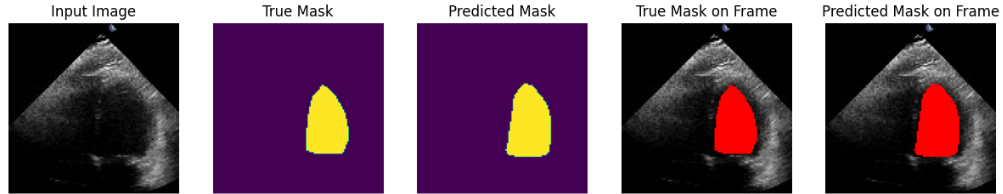 Input Image
True Mask
Predicted Mask
True Mask on Frame
Predicted Mask on Frame